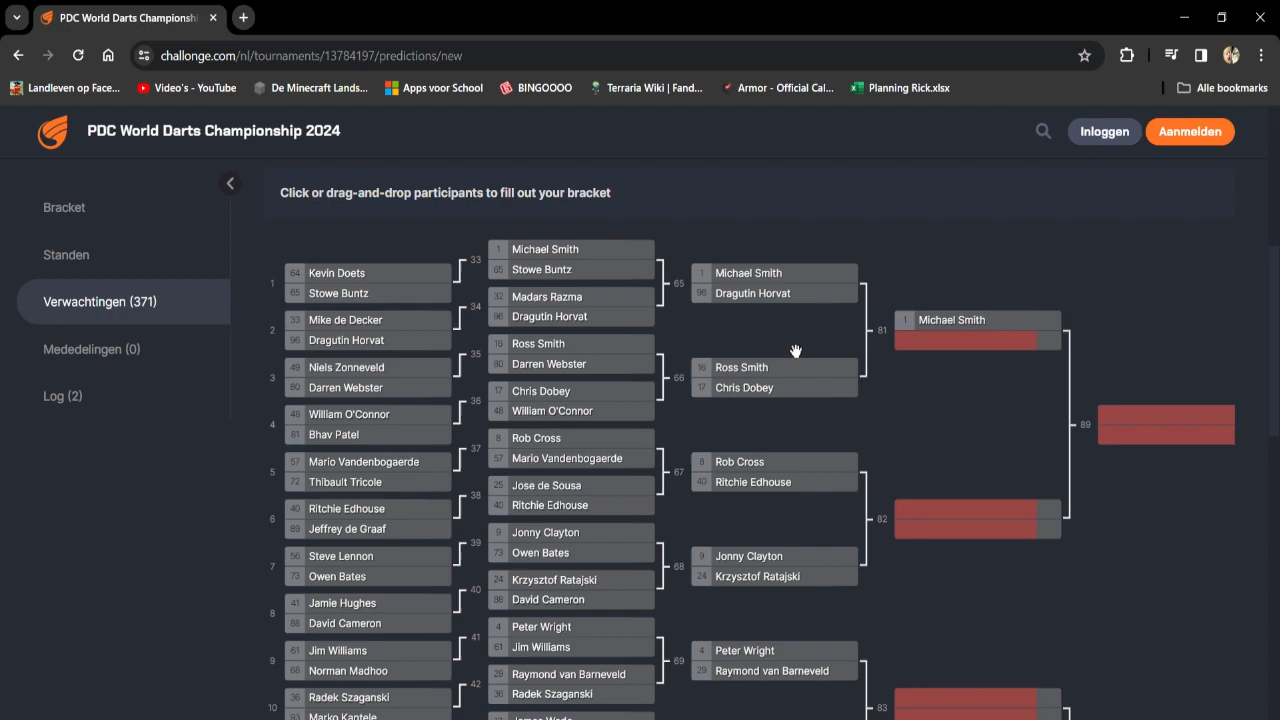 PDC World Darts Championshi
challonge.com/nl/tournaments/13784197/predictions/new
Landleven op Face...
Video's - YouTube
De Minecraft Lands...
Apps voor School
BINGOOOO
Terraria Wiki | Fand...
Armor - Official Cal...
Planning Rick.xlsx
All bookmarks
PDC World Darts Championship 2024
Inloggen
Aanmelden
Bracket
Standen
Verwachtingen (371)
Mededelingen (0)
Log (2)
Click or drag-and-drop participants to fill out your bracket
1
64 Kevin Doets
65 Stowe Buntz
2
33 Mike de Decker
96 Dragutin Horvat
3
49 Niels Zonneveld
80 Darren Webster
4
48 William O'Connor
81 Bhav Patel
5
57 Mario Vandenbogaerde
72 Thibault Tricole
6
40 Ritchie Edhouse
89 Jeffrey de Graaf
7
56 Steve Lennon
73 Owen Bates
8
41 Jamie Hughes
88 David Cameron
9
61 Jim Williams
68 Norman Madhoo
10
36 Radek Szaganski
93 Marko Kantele
33
1 Michael Smith
65 Stowe Buntz
34
32 Madars Razma
96 Dragutin Horvat
35
16 Ross Smith
80 Darren Webster
36
17 Chris Dobey
48 William O'Connor
37
8 Rob Cross
57 Mario Vandenbogaerde
38
25 Jose de Sousa
40 Ritchie Edhouse
39
9 Jonny Clayton
73 Owen Bates
40
24 Krzysztof Ratajski
88 David Cameron
41
4 Peter Wright
61 Jim Williams
42
29 Raymond van Barneveld
36 Radek Szaganski
James Wade
65
1 Michael Smith
96 Dragutin Horvat
66
16 Ross Smith
17 Chris Dobey
67
8 Rob Cross
40 Ritchie Edhouse
68
9 Jonny Clayton
24 Krzysztof Ratajski
69
4 Peter Wright
29 Raymond van Barneveld
81
1 Michael Smith
82
83
89